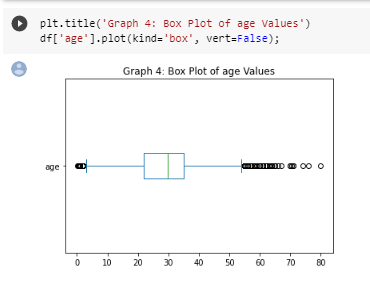 plt.title('Graph 4: Box Plot of age Values')
df['age'].plot(kind='box', vert=False);
Graph 4: Box Plot of age Values
age
0 10 20 30 40 50 60 70 80